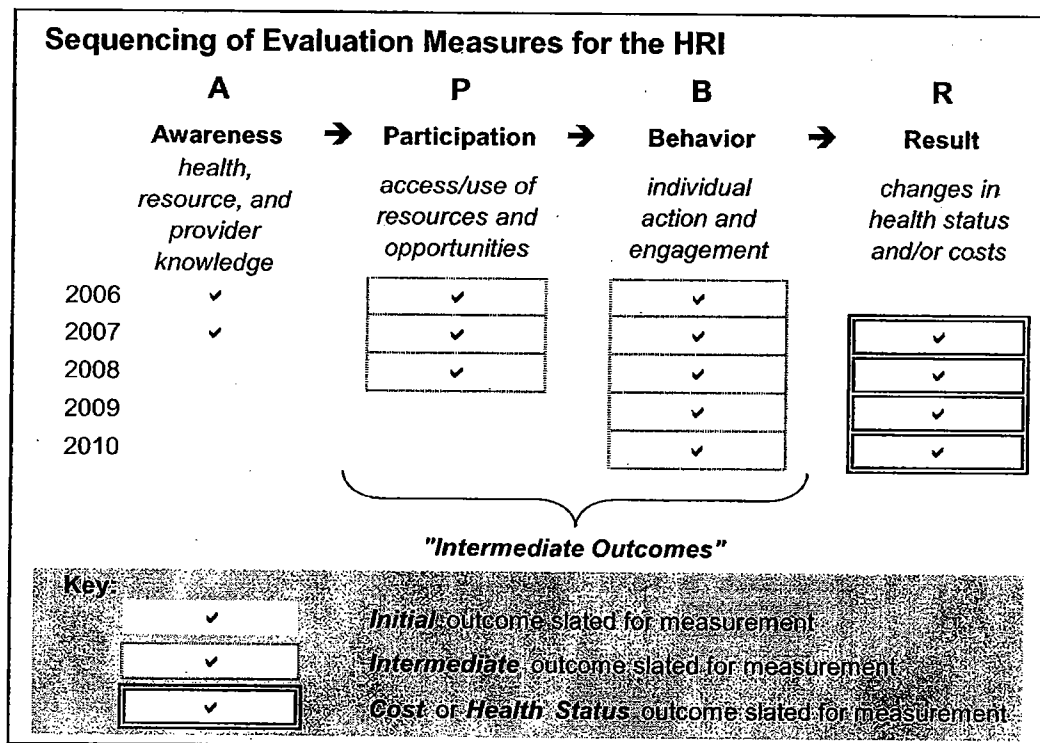 Sequencing of Evaluation Measures for the HRI
A P B R
Awareness → Participation → Behavior → Result
health, resource, and provider knowledge
access/use of resources and opportunities
individual action and engagement
changes in health status and/or costs
2006 ✓ ✓ ✓
2007 ✓ ✓ ✓ ✓
2008 ✓ ✓ ✓
2009 ✓ ✓
2010 ✓ ✓
"Intermediate Outcomes"
Key:
✓ Initial outcome slated for measurement
✓ Intermediate outcome slated for measurement
✓ Cost or Health Status outcome slated for measurement